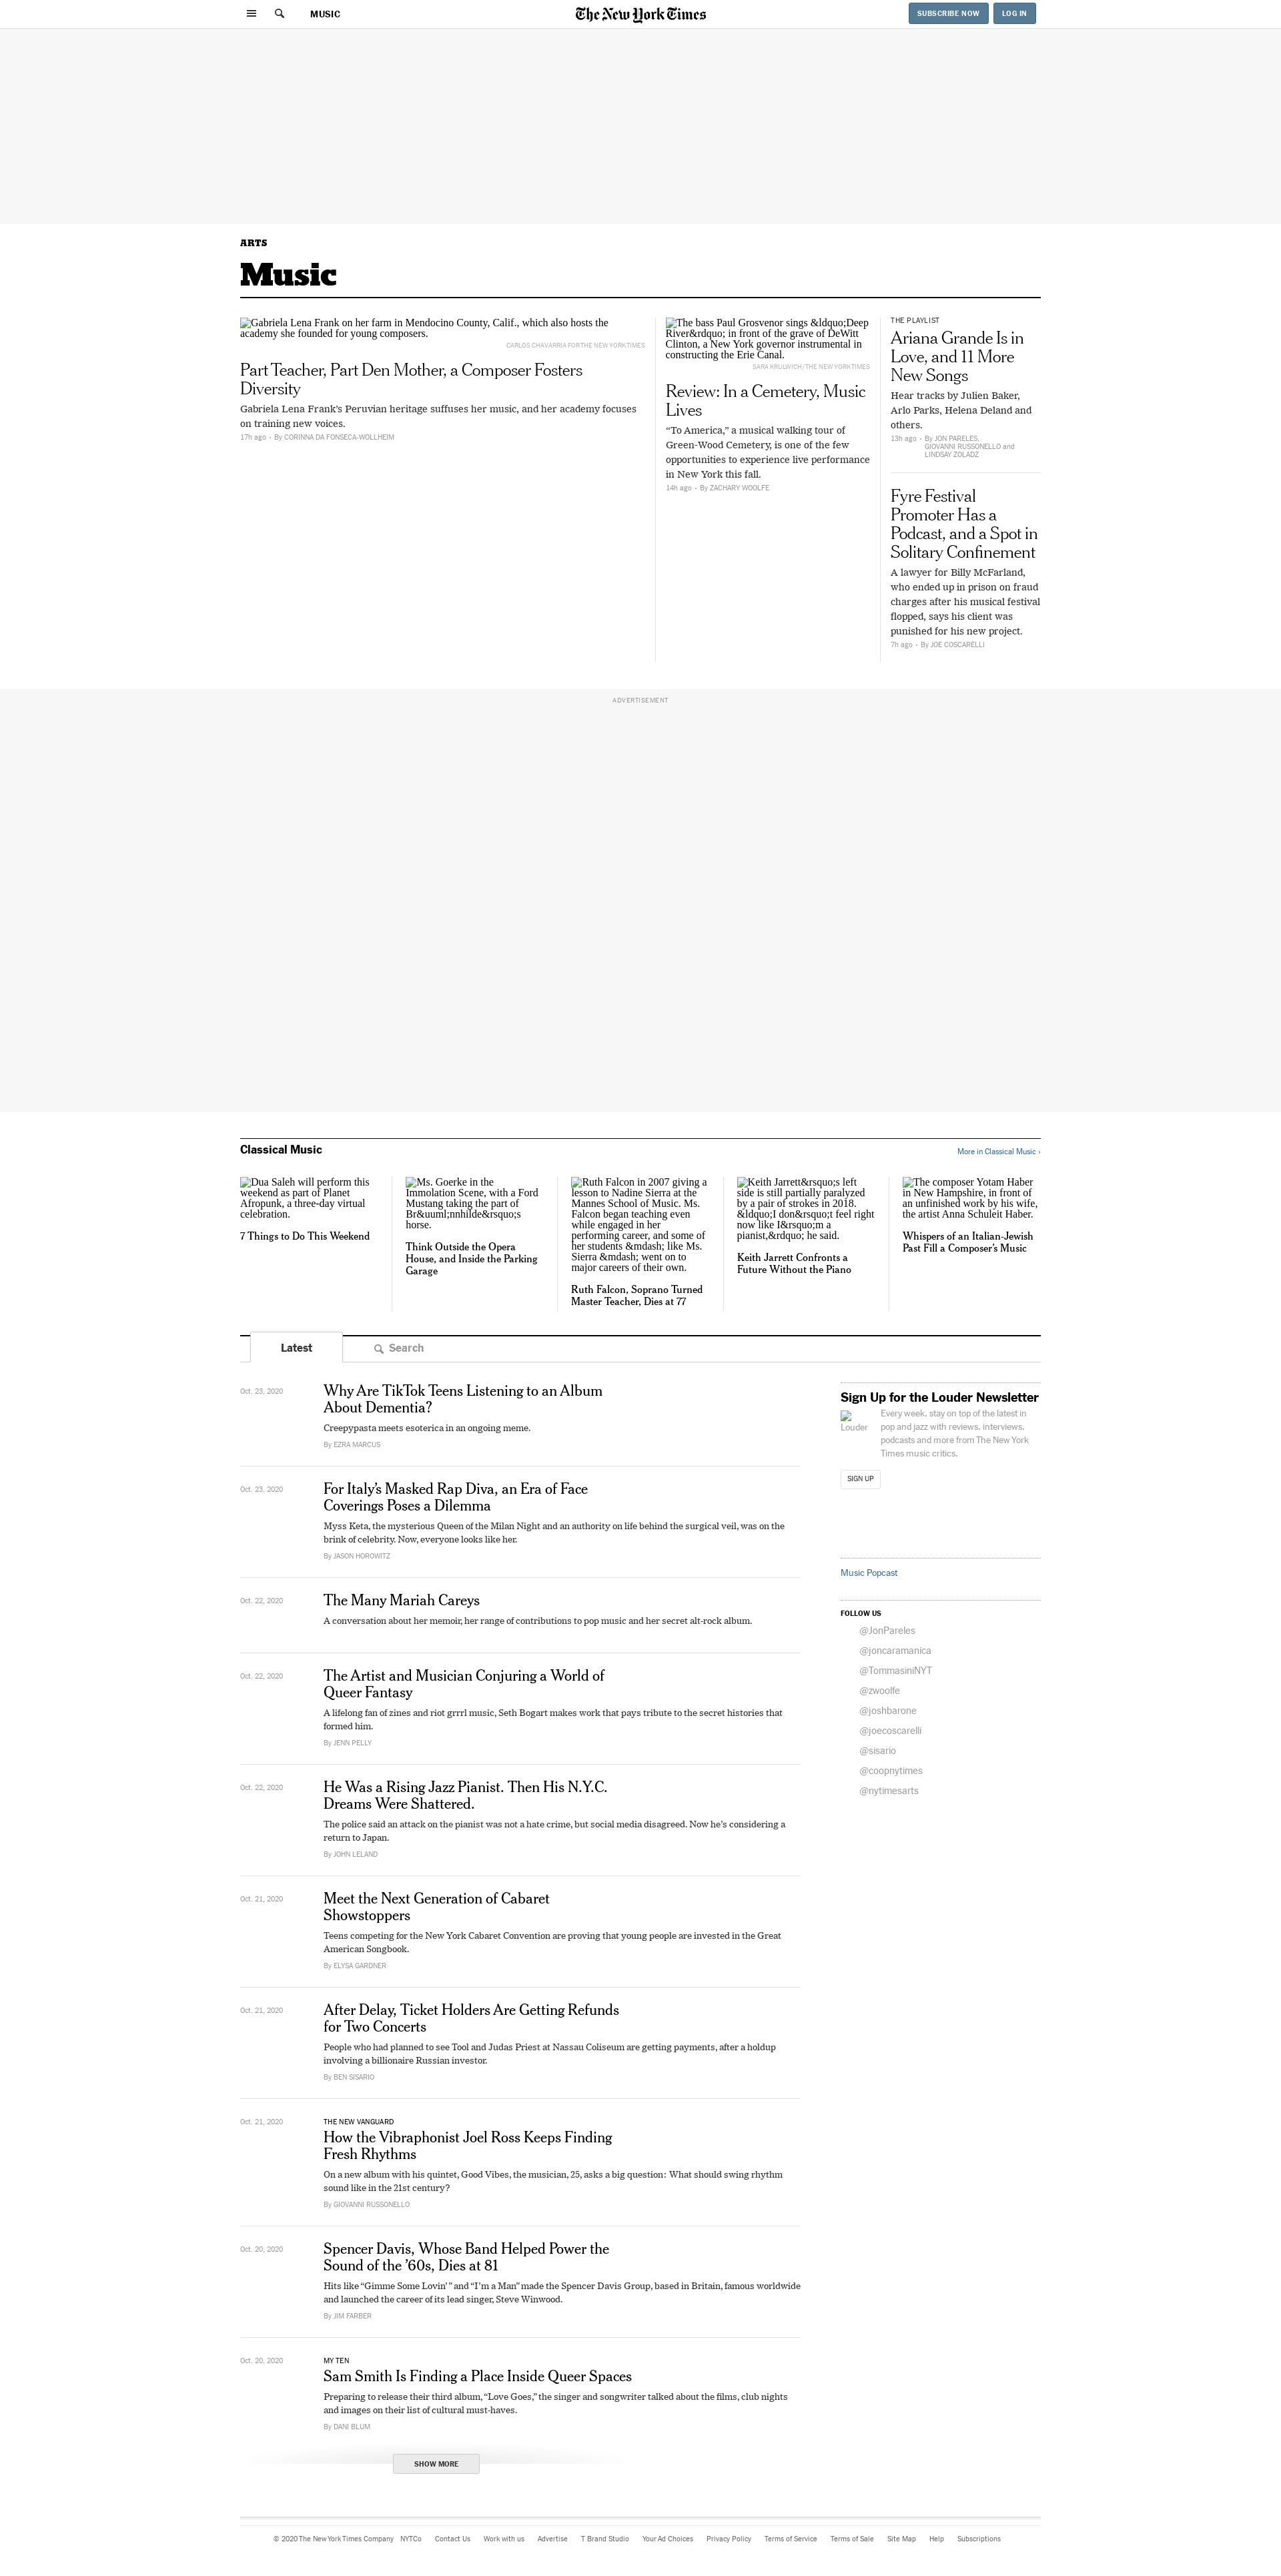 MUSIC
The New York Times
SUBSCRIBE NOW
LOG IN
ARTS
Music
Gabriela Lena Frank on her farm in Mendocino County, Calif., which also hosts the
academy she founded for young composers.
CARLOS CHAVARRIA FOR THE NEW YORK TIMES
Part Teacher, Part Den Mother, a Composer Fosters
Diversity
Gabriela Lena Frank’s Peruvian heritage suffuses her music, and her academy focuses
on training new voices.
17h ago • By CORINNA DA FONSECA-WOLLHEIM
The bass Paul Grosvenor sings &ldquo;Deep
River&rdquo; in front of the grave of DeWitt
Clinton, a New York governor instrumental in
constructing the Erie Canal.
SARA KRULWICH/THE NEW YORK TIMES
Review: In a Cemetery, Music
Lives
“To America,” a musical walking tour of
Green-Wood Cemetery, is one of the few
opportunities to experience live performance
in New York this fall.
14h ago • By ZACHARY WOOLFE
THE PLAYLIST
Ariana Grande Is in
Love, and 11 More
New Songs
Hear tracks by Julien Baker,
Arlo Parks, Helena Deland and
others.
13h ago • By JON PARELES,
GIOVANNI RUSSONELLO and
LINDSAY ZOLADZ
Fyre Festival
Promoter Has a
Podcast, and a Spot in
Solitary Confinement
A lawyer for Billy McFarland,
who ended up in prison on fraud
charges after his musical festival
flopped, says his client was
punished for his new project.
7h ago • By JOE COSCARELLI
ADVERTISEMENT
Classical Music
More in Classical Music ›
Dua Saleh will perform this
weekend as part of Planet
Afropunk, a three-day virtual
celebration.
7 Things to Do This Weekend
Ms. Goerke in the
Immolation Scene, with a Ford
Mustang taking the part of
Br&uuml;nnhilde&rsquo;s
horse.
Think Outside the Opera
House, and Inside the Parking
Garage
Ruth Falcon in 2007 giving a
lesson to Nadine Sierra at the
Mannes School of Music. Ms.
Falcon began teaching even
while engaged in her
performing career, and some of
her students &mdash; like Ms.
Sierra &mdash; went on to
major careers of their own.
Ruth Falcon, Soprano Turned
Master Teacher, Dies at 77
Keith Jarrett&rsquo;s left
side is still partially paralyzed
by a pair of strokes in 2018.
&ldquo;I don&rsquo;t feel right
now like I&rsquo;m a
pianist,&rdquo; he said.
Keith Jarrett Confronts a
Future Without the Piano
The composer Yotam Haber
in New Hampshire, in front of
an unfinished work by his wife,
the artist Anna Schuleit Haber.
Whispers of an Italian-Jewish
Past Fill a Composer’s Music
Latest
Search
Oct. 23, 2020
Why Are TikTok Teens Listening to an Album
About Dementia?
Creepypasta meets esoterica in an ongoing meme.
By EZRA MARCUS
Oct. 23, 2020
For Italy’s Masked Rap Diva, an Era of Face
Coverings Poses a Dilemma
Myss Keta, the mysterious Queen of the Milan Night and an authority on life behind the surgical veil, was on the
brink of celebrity. Now, everyone looks like her.
By JASON HOROWITZ
Oct. 22, 2020
The Many Mariah Careys
A conversation about her memoir, her range of contributions to pop music and her secret alt-rock album.
Oct. 22, 2020
The Artist and Musician Conjuring a World of
Queer Fantasy
A lifelong fan of zines and riot grrrl music, Seth Bogart makes work that pays tribute to the secret histories that
formed him.
By JENN PELLY
Oct. 22, 2020
He Was a Rising Jazz Pianist. Then His N.Y.C.
Dreams Were Shattered.
The police said an attack on the pianist was not a hate crime, but social media disagreed. Now he’s considering a
return to Japan.
By JOHN LELAND
Oct. 21, 2020
Meet the Next Generation of Cabaret
Showstoppers
Teens competing for the New York Cabaret Convention are proving that young people are invested in the Great
American Songbook.
By ELYSA GARDNER
Oct. 21, 2020
After Delay, Ticket Holders Are Getting Refunds
for Two Concerts
People who had planned to see Tool and Judas Priest at Nassau Coliseum are getting payments, after a holdup
involving a billionaire Russian investor.
By BEN SISARIO
Oct. 21, 2020
THE NEW VANGUARD
How the Vibraphonist Joel Ross Keeps Finding
Fresh Rhythms
On a new album with his quintet, Good Vibes, the musician, 25, asks a big question: What should swing rhythm
sound like in the 21st century?
By GIOVANNI RUSSONELLO
Oct. 20, 2020
Spencer Davis, Whose Band Helped Power the
Sound of the ’60s, Dies at 81
Hits like “Gimme Some Lovin’ ” and “I’m a Man” made the Spencer Davis Group, based in Britain, famous worldwide
and launched the career of its lead singer, Steve Winwood.
By JIM FARBER
Oct. 20, 2020
MY TEN
Sam Smith Is Finding a Place Inside Queer Spaces
Preparing to release their third album, “Love Goes,” the singer and songwriter talked about the films, club nights
and images on their list of cultural must-haves.
By DANI BLUM
SHOW MORE
Sign Up for the Louder Newsletter
Louder
Every week, stay on top of the latest in
pop and jazz with reviews, interviews,
podcasts and more from The New York
Times music critics.
SIGN UP
Music Popcast
FOLLOW US
@JonPareles
@joncaramanica
@TommasiniNYT
@zwoolfe
@joshbarone
@joecoscarelli
@sisario
@coopnytimes
@nytimesarts
© 2020 The New York Times Company NYTCo Contact Us Work with us Advertise T Brand Studio Your Ad Choices Privacy Policy Terms of Service Terms of Sale Site Map Help Subscriptions